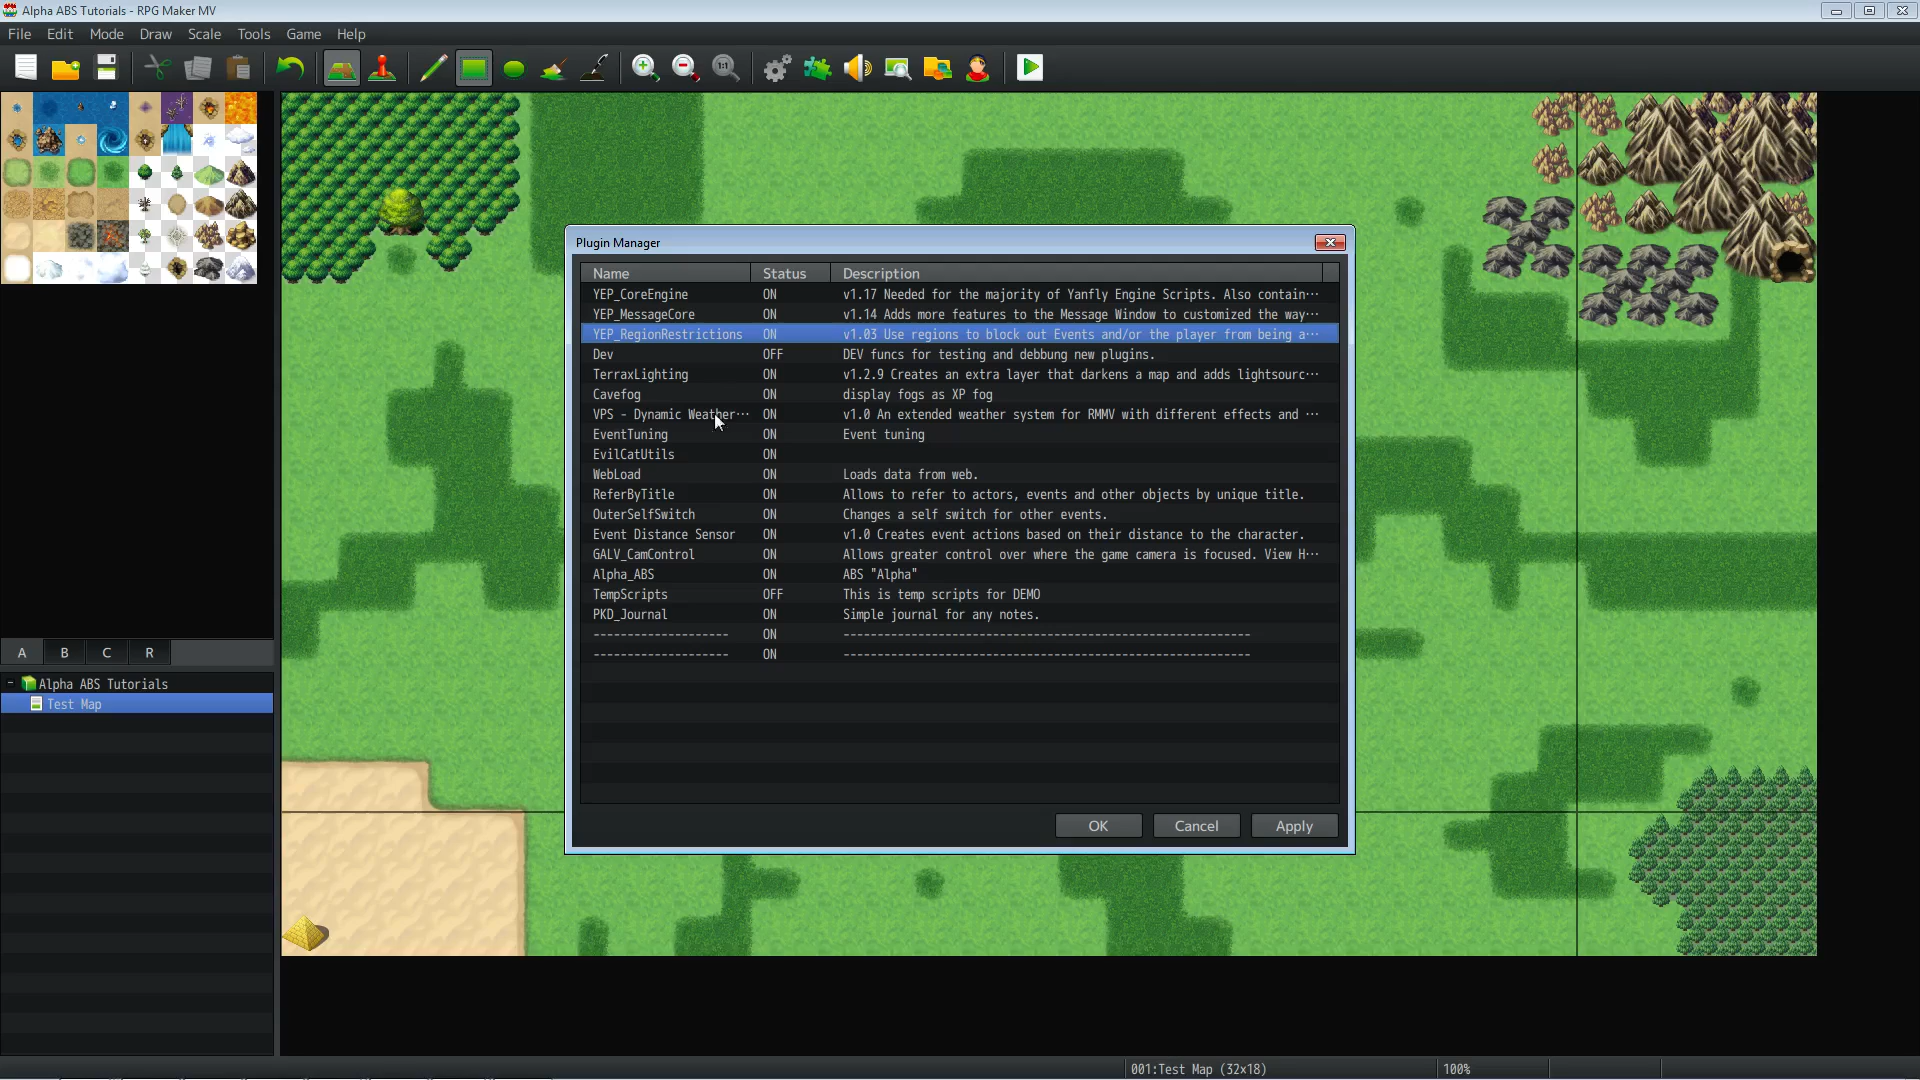 Alpha ABS Tutorials - RPG Maker MV
File Edit Mode Draw Scale Tools Game Help
1:1
Plugin Manager
Name Status Description
YEP_CoreEngine ON v1.17 Needed for the majority of Yanfly Engine Scripts. Also contain···
YEP_MessageCore ON v1.14 Adds more features to the Message Window to customized the way···
YEP_RegionRestrictions ON v1.03 Use regions to block out Events and/or the player from being a···
Dev OFF DEV funcs for testing and debbung new plugins.
TerraxLighting ON v1.2.9 Creates an extra layer that darkens a map and adds lightsourc···
Cavefog ON display fogs as XP fog
VPS - Dynamic Weather··· ON v1.0 An extended weather system for RMMV with different effects and ···
EventTuning ON Event tuning
EvilCatUtils ON
WebLoad ON Loads data from web.
ReferByTitle ON Allows to refer to actors, events and other objects by unique title.
OuterSelfSwitch ON Changes a self switch for other events.
Event Distance Sensor ON v1.0 Creates event actions based on their distance to the character.
GALV_CamControl ON Allows greater control over where the game camera is focused. View H···
Alpha_ABS ON ABS "Alpha"
TempScripts OFF This is temp scripts for DEMO
PKD_Journal ON Simple journal for any notes.
-------------------- ON ------------------------------------------------------------
-------------------- ON ------------------------------------------------------------
OK Cancel Apply
A B C R
Alpha ABS Tutorials
Test Map
001:Test Map (32x18) 100%